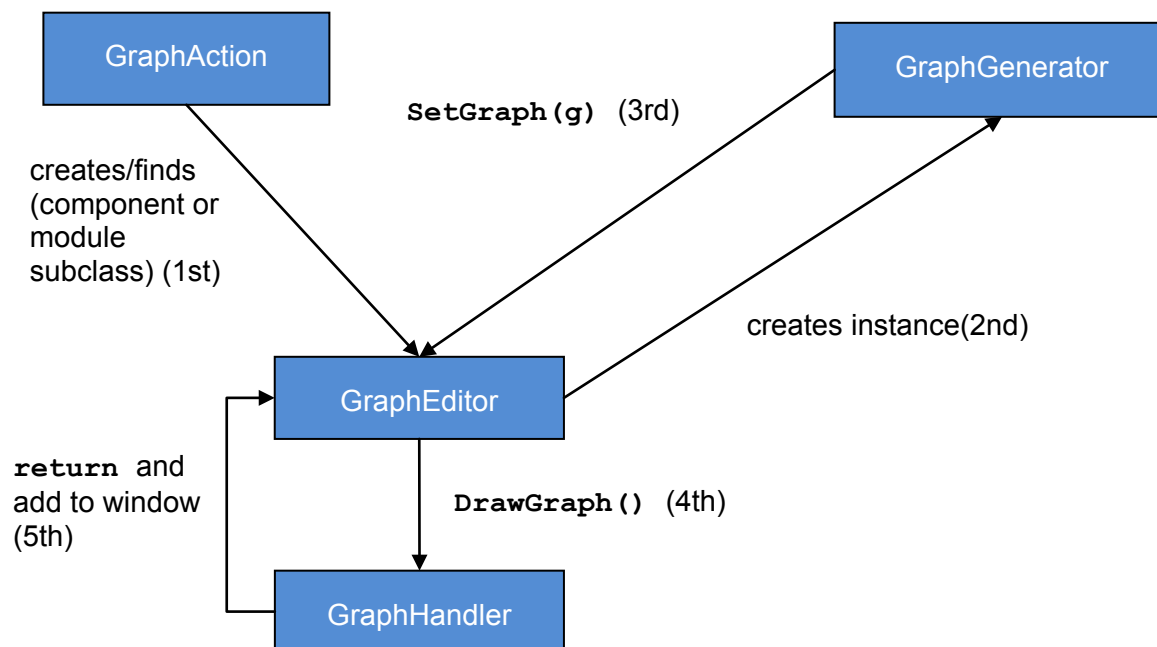 GraphAction
GraphGenerator
SetGraph(g) (3rd)
creates/finds
(component or
module
subclass) (1st)
creates instance(2nd)
GraphEditor
return and
add to window
(5th)
DrawGraph() (4th)
GraphHandler